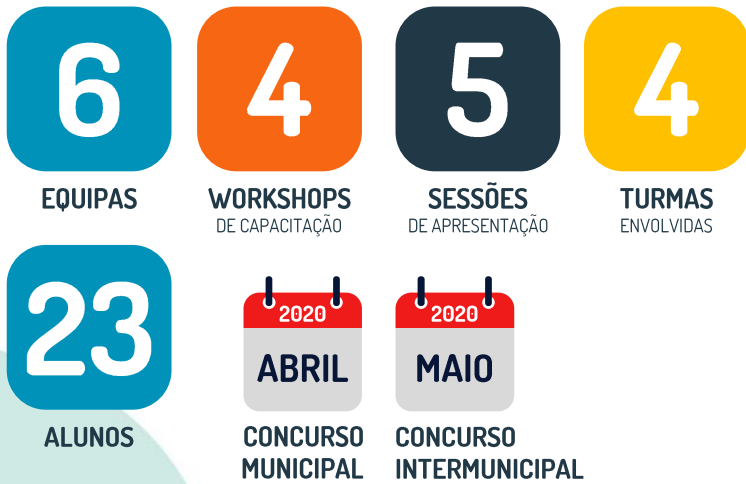 6
EQUIPAS
4
WORKSHOPS
DE CAPACITAÇÃO
5
SESSÕES
DE APRESENTAÇÃO
4
TURMAS
ENVOLVIDAS
23
ALUNOS
2020
ABRIL
CONCURSO
MUNICIPAL
2020
MAIO
CONCURSO
INTERMUNICIPAL